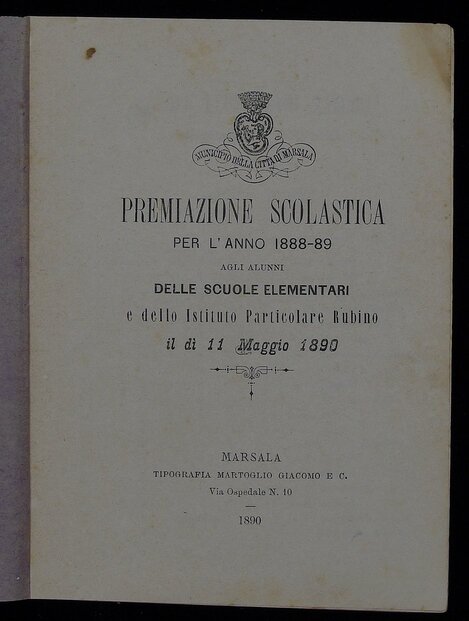 MUNICIPIO DELLA CITTA DI MARSALA
PREMIAZIONE SCOLASTICA
PER L'ANNO 1888-89
AGLI ALUNNI
DELLE SCUOLE ELEMENTARI
e dello Istituto Particolare Rubino
il dì 11 Maggio 1890
MARSALA
TIPOGRAFIA MARTOGLIO GIACOMO E C.
Via Ospedale N. 10
1890